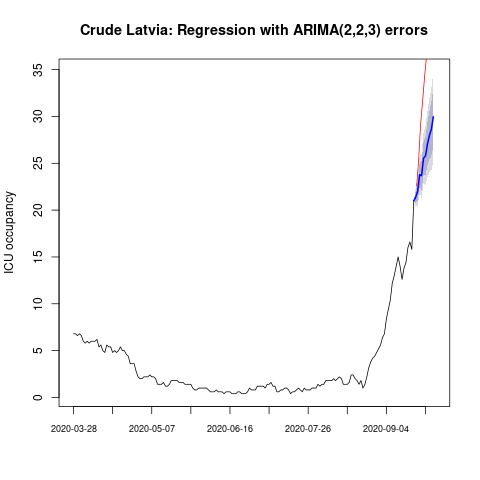 Crude Latvia: Regression with ARIMA(2,2,3) errors
ICU occupancy
35
30
25
20
15
10
5
0
2020-03-28 2020-05-07 2020-06-16 2020-07-26 2020-09-04